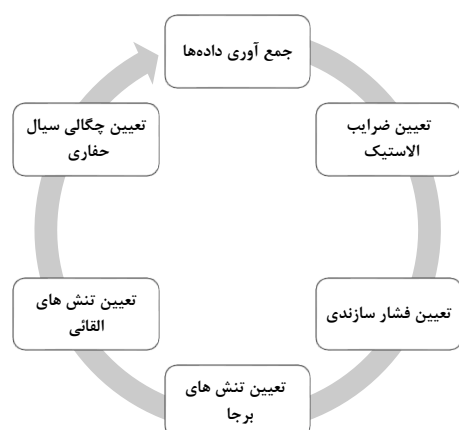 جمع آوری داده‌ها
تعیین ضرایب
الاستیک
تعیین فشار سازندی
تعیین تنش های
برجا
تعیین تنش های
القائی
تعیین چگالی سیال
حفاری